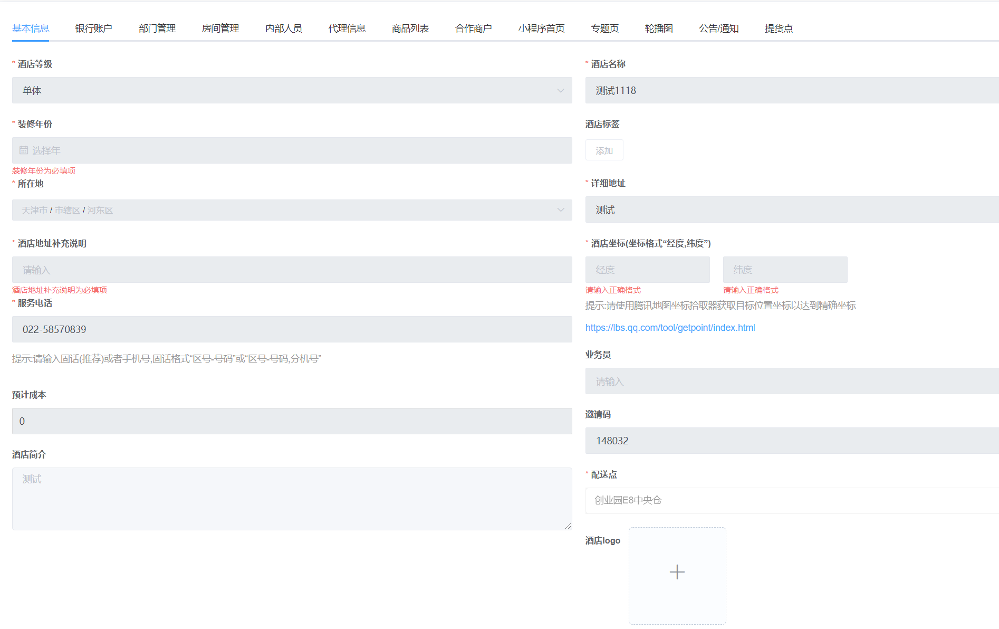 基本信息 银行账户 部门管理 房间管理 内部人员 代理信息 商品列表 合作商户 小程序首页 专题页 轮播图 公告/通知 提货点
* 酒店等级
单体
* 装修年份
选择年
装修年份为必填项
* 所在地
天津市 / 市辖区 / 河东区
* 酒店地址补充说明
请输入
酒店地址补充说明为必填项
* 服务电话
022-58570839
提示:请输入固话(推荐)或者手机号,固话格式“区号-号码”或“区号-号码,分机号”
预计成本
0
酒店简介
测试
* 酒店名称
测试1118
酒店标签
添加
* 详细地址
测试
* 酒店坐标(坐标格式“经度,纬度”)
经度 纬度
请输入正确格式 请输入正确格式
提示:请使用腾讯地图坐标拾取器获取目标位置坐标以达到精确坐标
https://lbs.qq.com/tool/getpoint/index.html
业务员
请输入
邀请码
148032
* 配送点
创业园E8中央仓
酒店logo